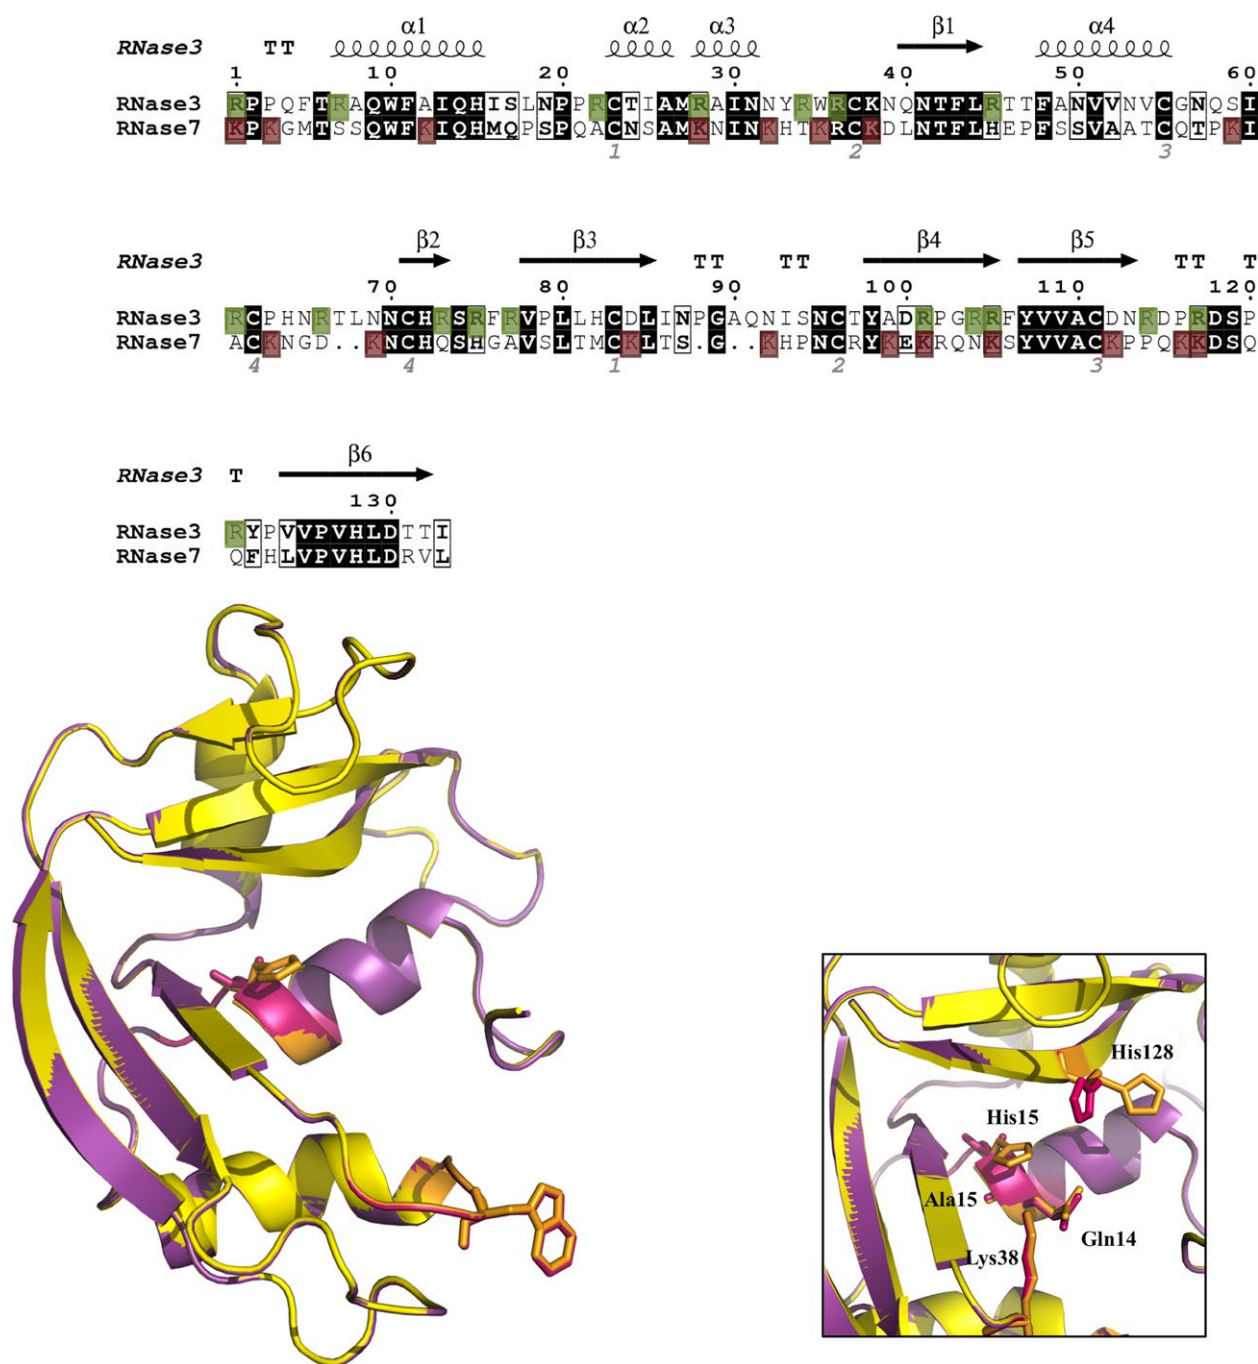 RNase3 TT α1 α2 α3 β1 α4
1 10 20 30 40 50 60
RNase3 RPPQFTRAQWFAIQHISLNPPRCTIAMRAINNYRWRCKNQNTFLRTTFANVVNVCGNQSI
RNase7 KPKGMTSSQWFKIQHMQPSPQACNSAMKNINKHTKRCKDLNTFLHEPFSSVAATCQTPKI
1 2 3
RNase3 β2 β3 TT TT β4 β5 TT T
70 80 90 100 110 120
RNase3 RCPHNRTLNNCHRSRFRVPLLHCDLINPGAQNISNCTYADRPGRRFYVVACDNRDPRDSP
RNase7 ACKNGD..KNCHQSHGAVSLTMCKLTS.G..KHPNCRYKEKRQNKSYVVACKPPQKKDSQ
4 4 1 2 3
RNase3 T β6
130
RNase3 RYPVVPVHLDTTI
RNase7 QFHLVPVHLDRVL
His128
His15
Ala15
Gln14
Lys38